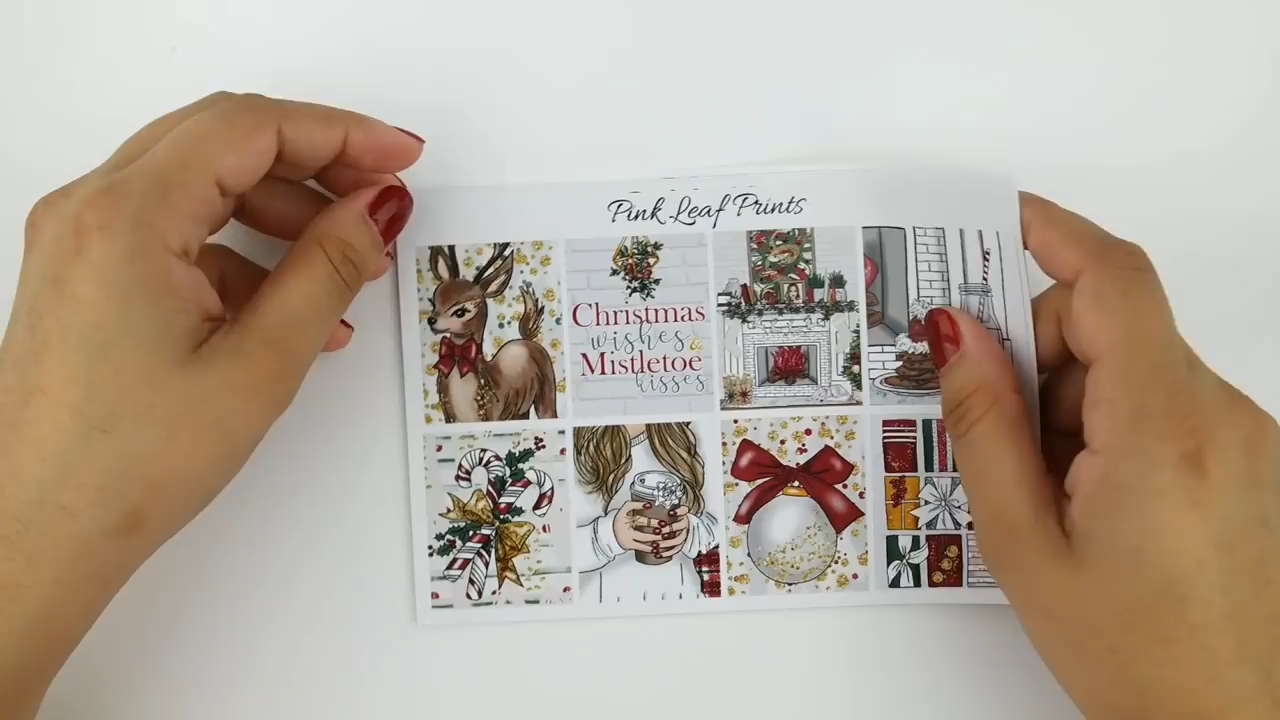 Pink Leaf Prints
Christmas
wishes &
Mistletoe
kisses